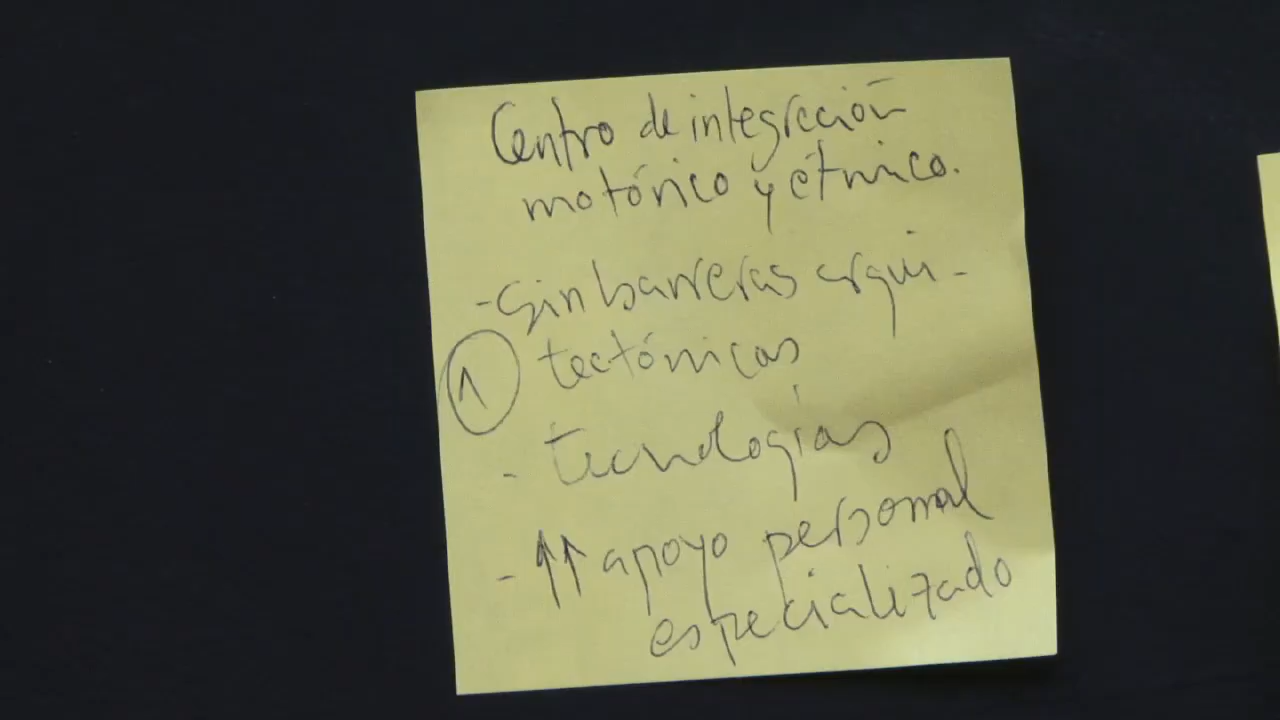 Centro de integración
motórico y étnico.
- Sin barreras arqui-
① tectónicas
- tecnologías
- ↑↑ apoyo personal
especializado